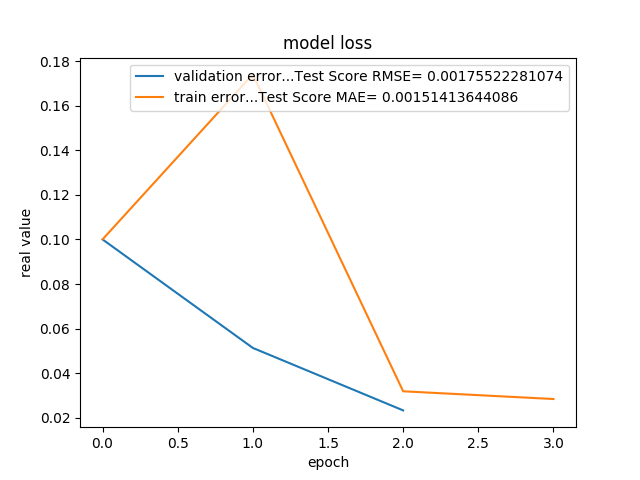 model loss
validation error...Test Score RMSE= 0.00175522281074
train error...Test Score MAE= 0.00151413644086
real value
0.18
0.16
0.14
0.12
0.10
0.08
0.06
0.04
0.02
0.0 0.5 1.0 1.5 2.0 2.5 3.0
epoch